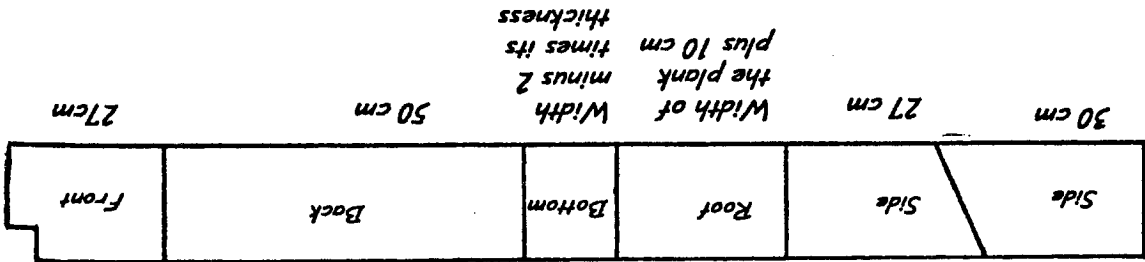 Side
Side
Roof
Bottom
Back
Front
30 cm
27 cm
Width of
the plank
plus 10 cm
Width
minus 2
times its
thickness
50 cm
27cm